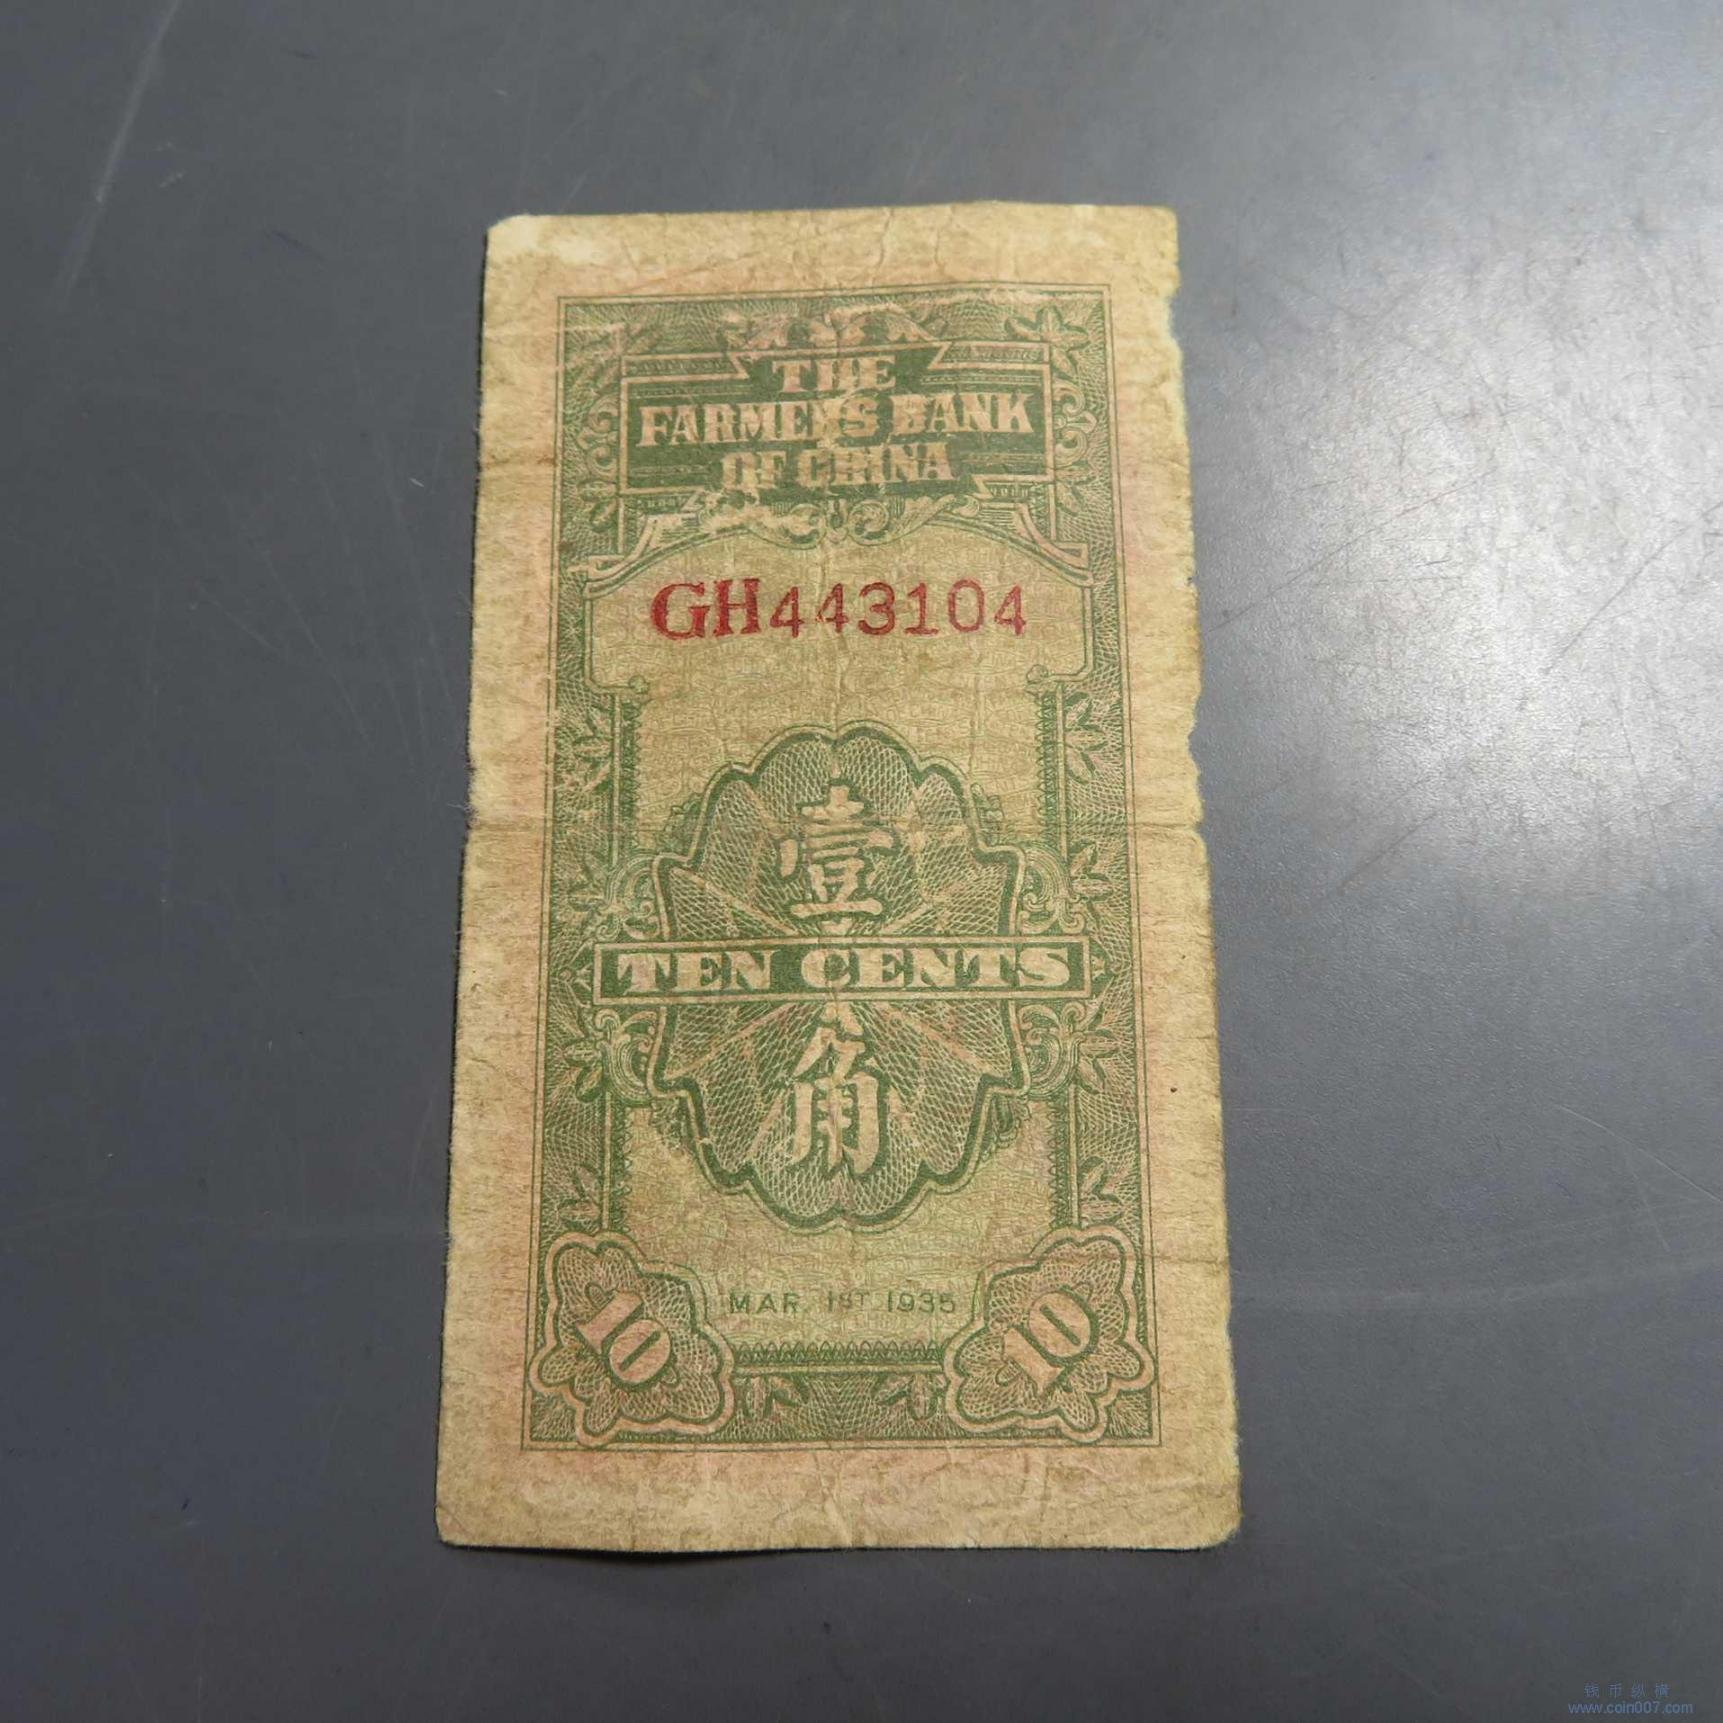 THE
FARMERS BANK
OF CHINA
GH443104
壹
TEN CENTS
角
MAR. 1ST 1935
10
10
钱币纵横
www.coin007.com